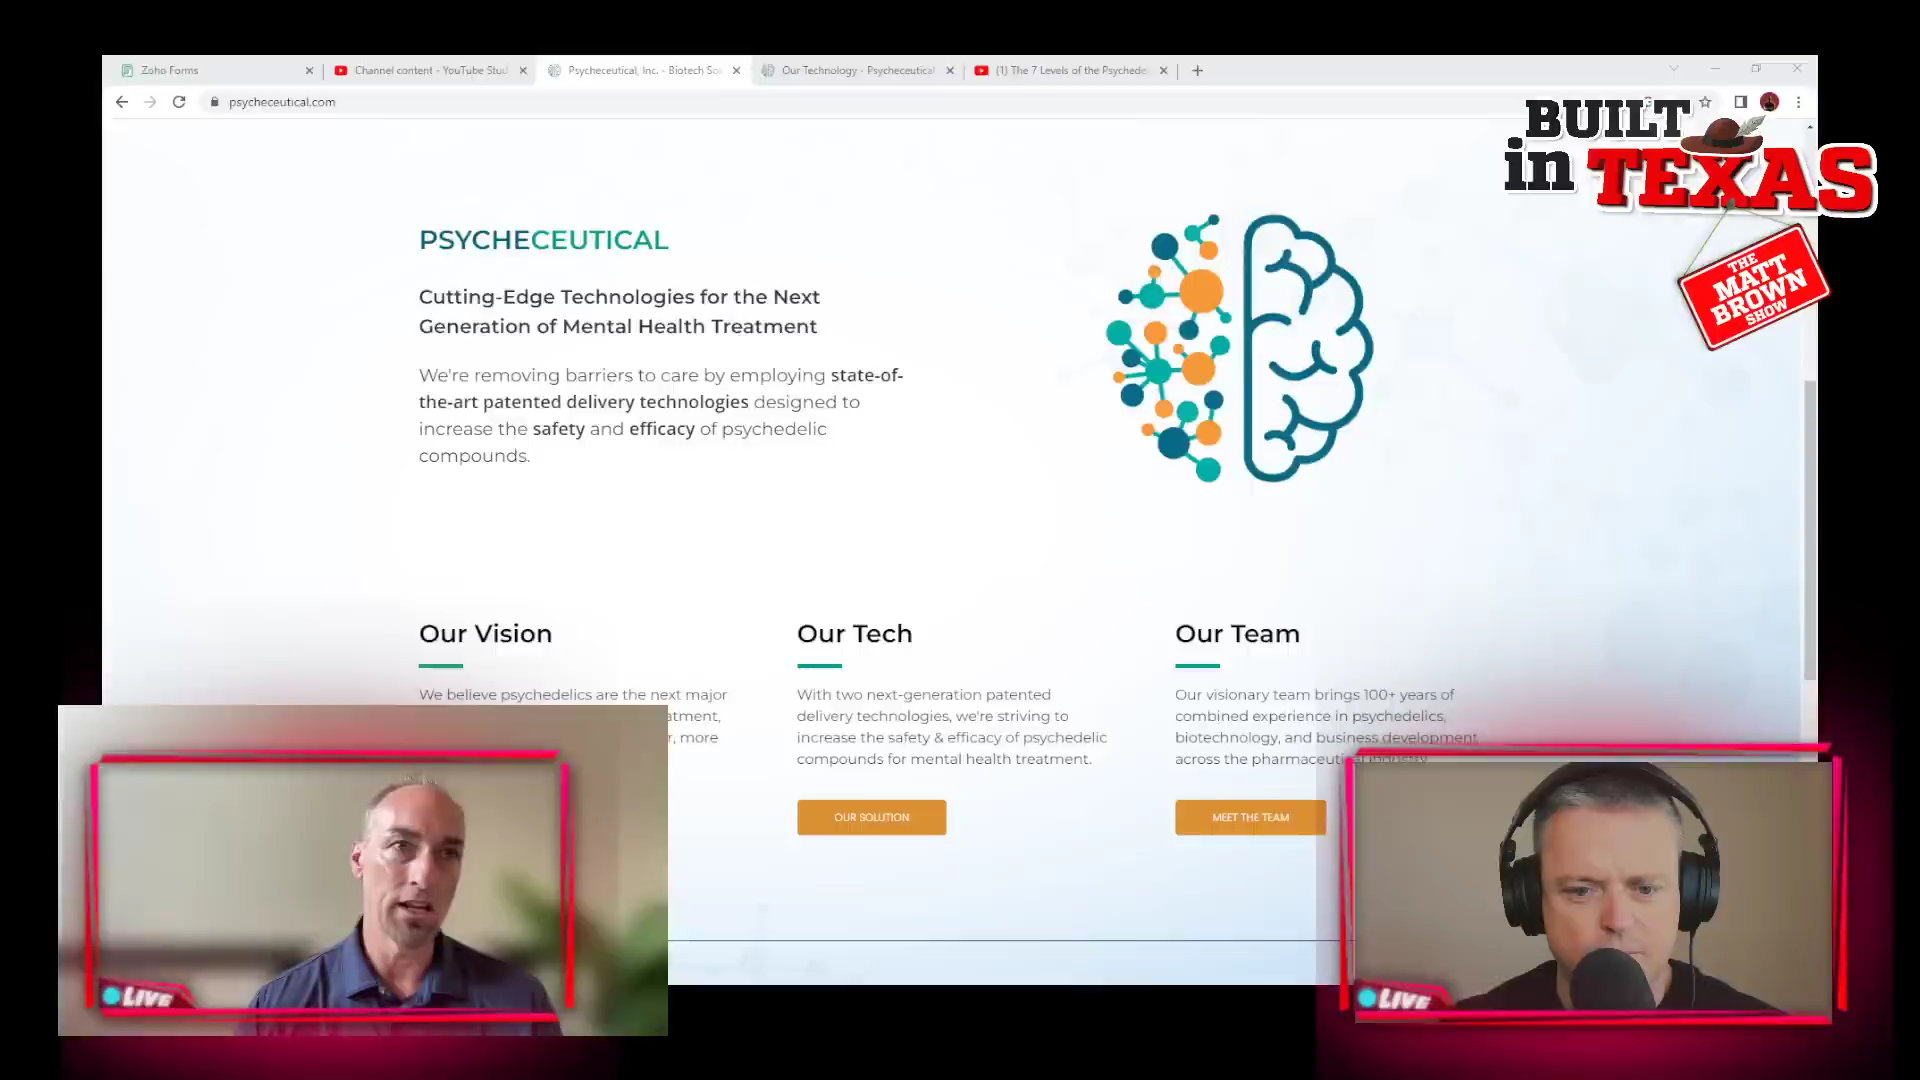 Zoho Forms
Channel content - YouTube Stud
Psycheceutical, Inc. - Biotech Sol
Our Technology - Psycheceutical
(1) The 7 Levels of the Psychede
psycheceutical.com
BUILT
in TEXAS
THE
MATT
BROWN
SHOW
PSYCHECEUTICAL
Cutting-Edge Technologies for the Next
Generation of Mental Health Treatment
We're removing barriers to care by employing state-of-
the-art patented delivery technologies designed to
increase the safety and efficacy of psychedelic
compounds.
Our Vision
We believe psychedelics are the next major
atment,
r, more
Our Tech
With two next-generation patented
delivery technologies, we're striving to
increase the safety & efficacy of psychedelic
compounds for mental health treatment.
OUR SOLUTION
Our Team
Our visionary team brings 100+ years of
combined experience in psychedelics,
biotechnology, and business development
across the pharmaceutical industry.
MEET THE TEAM
LIVE
LIVE